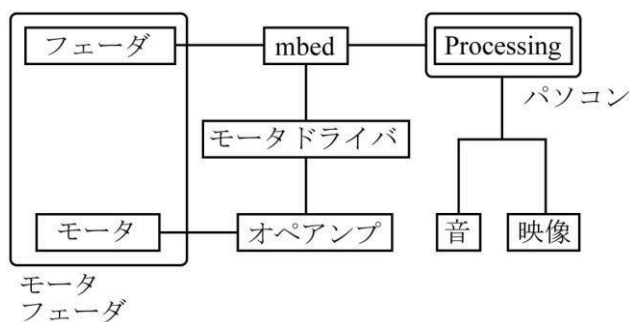 フェーダ
mbed
Processing
パソコン
モータドライバ
モータ
オペアンプ
音
映像
モータ
フェーダ